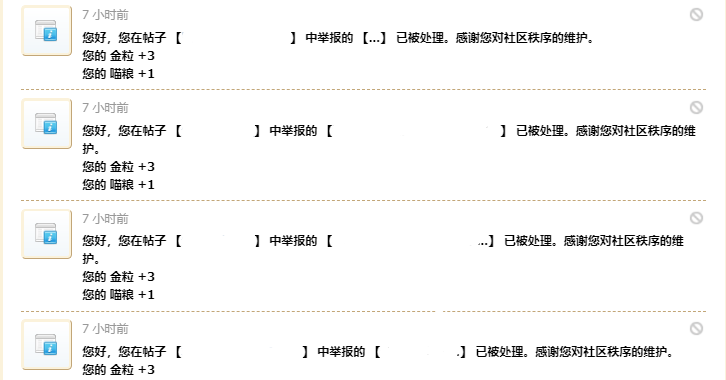 7 小时前
您好，您在帖子 【 】 中举报的 【...】 已被处理。感谢您对社区秩序的维护。
您的 金粒 +3
您的 喵粮 +1
7 小时前
您好，您在帖子 【 】 中举报的 【 】 已被处理。感谢您对社区秩序的维
护。
您的 金粒 +3
您的 喵粮 +1
7 小时前
您好，您在帖子 【 】 中举报的 【 ...】 已被处理。感谢您对社区秩序的维
护。
您的 金粒 +3
您的 喵粮 +1
7 小时前
您好，您在帖子 【 】 中举报的 【 .】 已被处理。感谢您对社区秩序的维护。
您的 金粒 +3